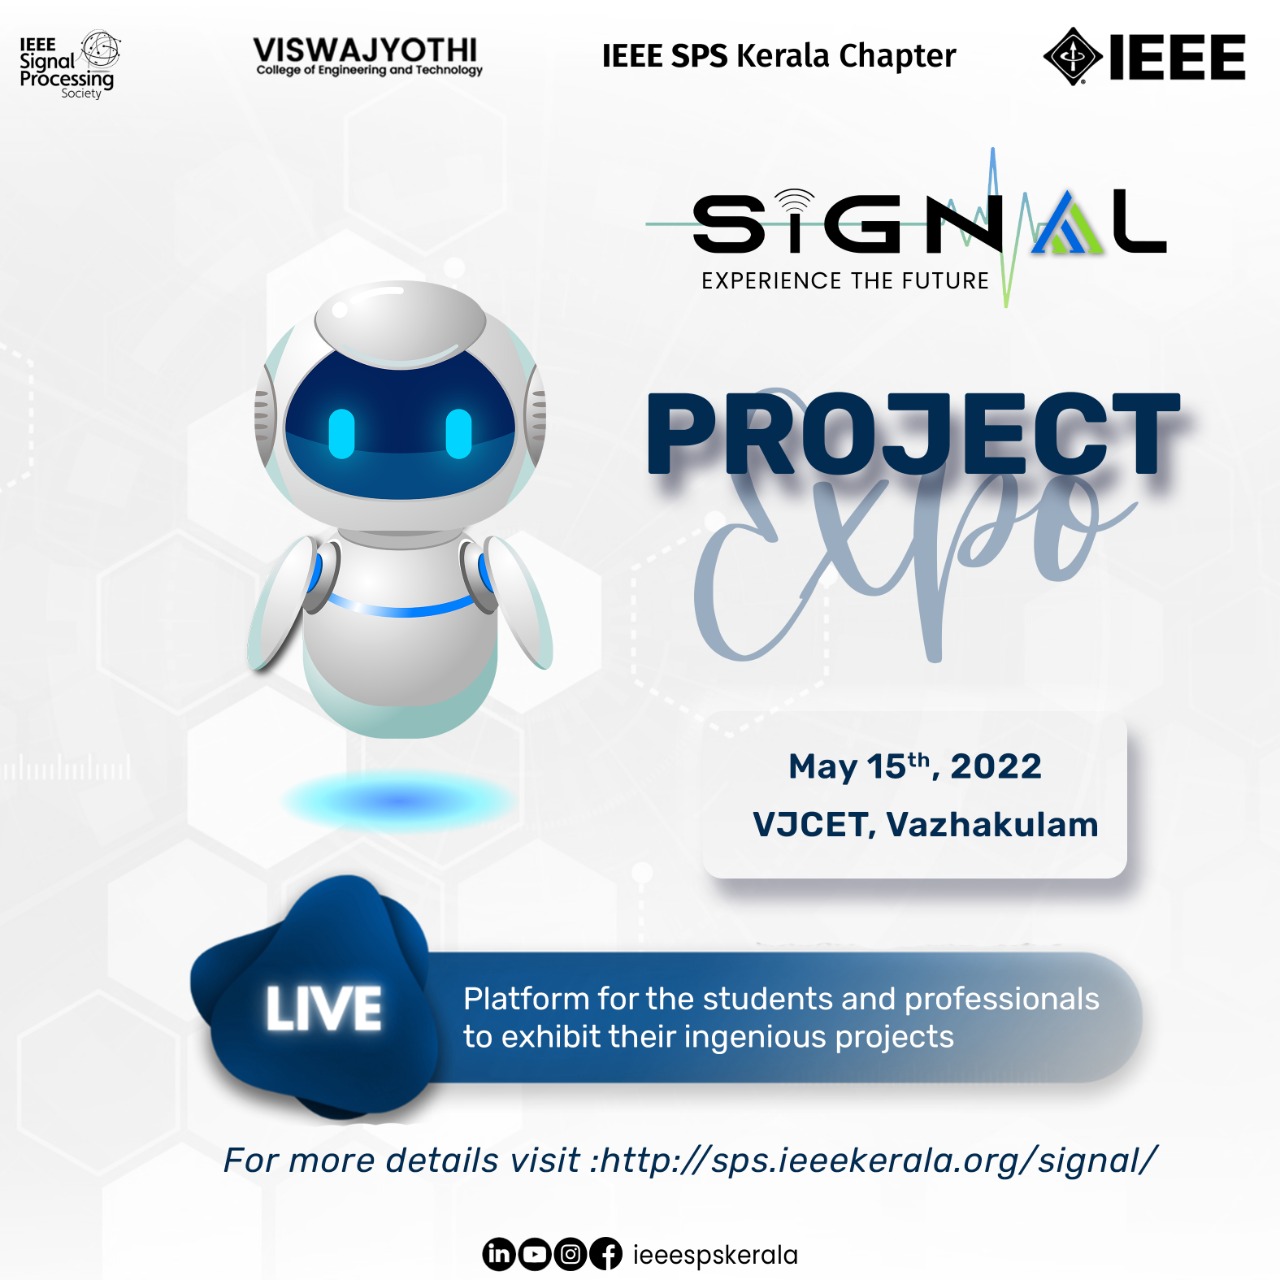 IEEE
Signal
Processing
Society
VISWAJYOTHI
College of Engineering and Technology
IEEE SPS Kerala Chapter
IEEE
SiGNAL
EXPERIENCE THE FUTURE
PROJECT
Expo
May 15th, 2022
VJCET, Vazhakulam
LIVE
Platform for the students and professionals
to exhibit their ingenious projects
For more details visit :http://sps.ieeekerala.org/signal/
ieeespskerala